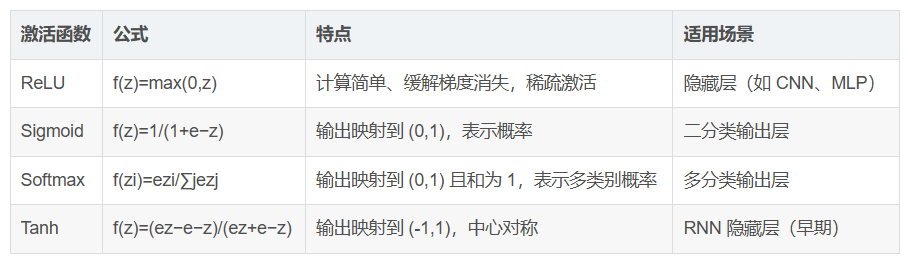 激活函数 公式 特点 适用场景
ReLU f(z)=max(0,z) 计算简单、缓解梯度消失，稀疏激活 隐藏层（如 CNN、MLP）
Sigmoid f(z)=1/(1+e−z) 输出映射到 (0,1)，表示概率 二分类输出层
Softmax f(zi)=ezi/∑jezj 输出映射到 (0,1) 且和为 1，表示多类别概率 多分类输出层
Tanh f(z)=(ez−e−z)/(ez+e−z) 输出映射到 (-1,1)，中心对称 RNN 隐藏层（早期）